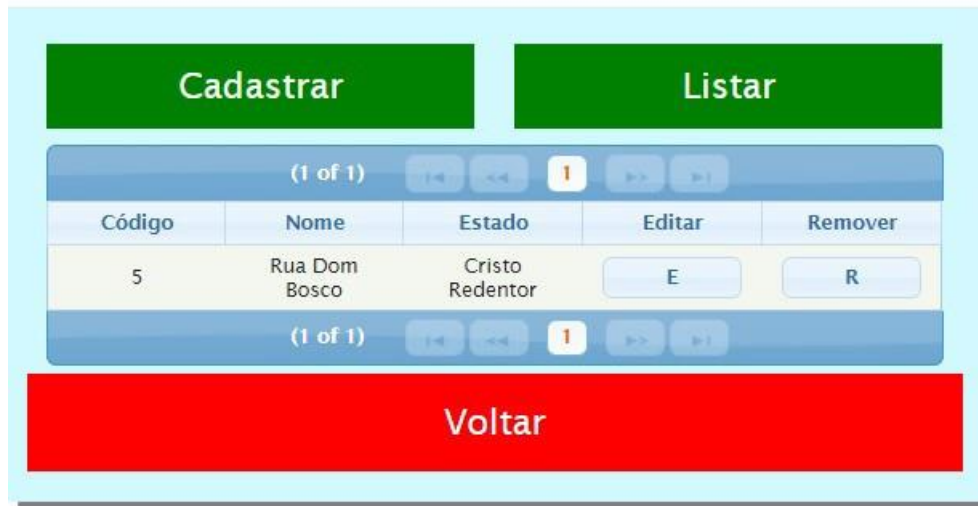 Cadastrar
Listar
(1 of 1) 1
Código Nome Estado Editar Remover
5 Rua Dom Bosco Cristo Redentor E R
(1 of 1) 1
Voltar